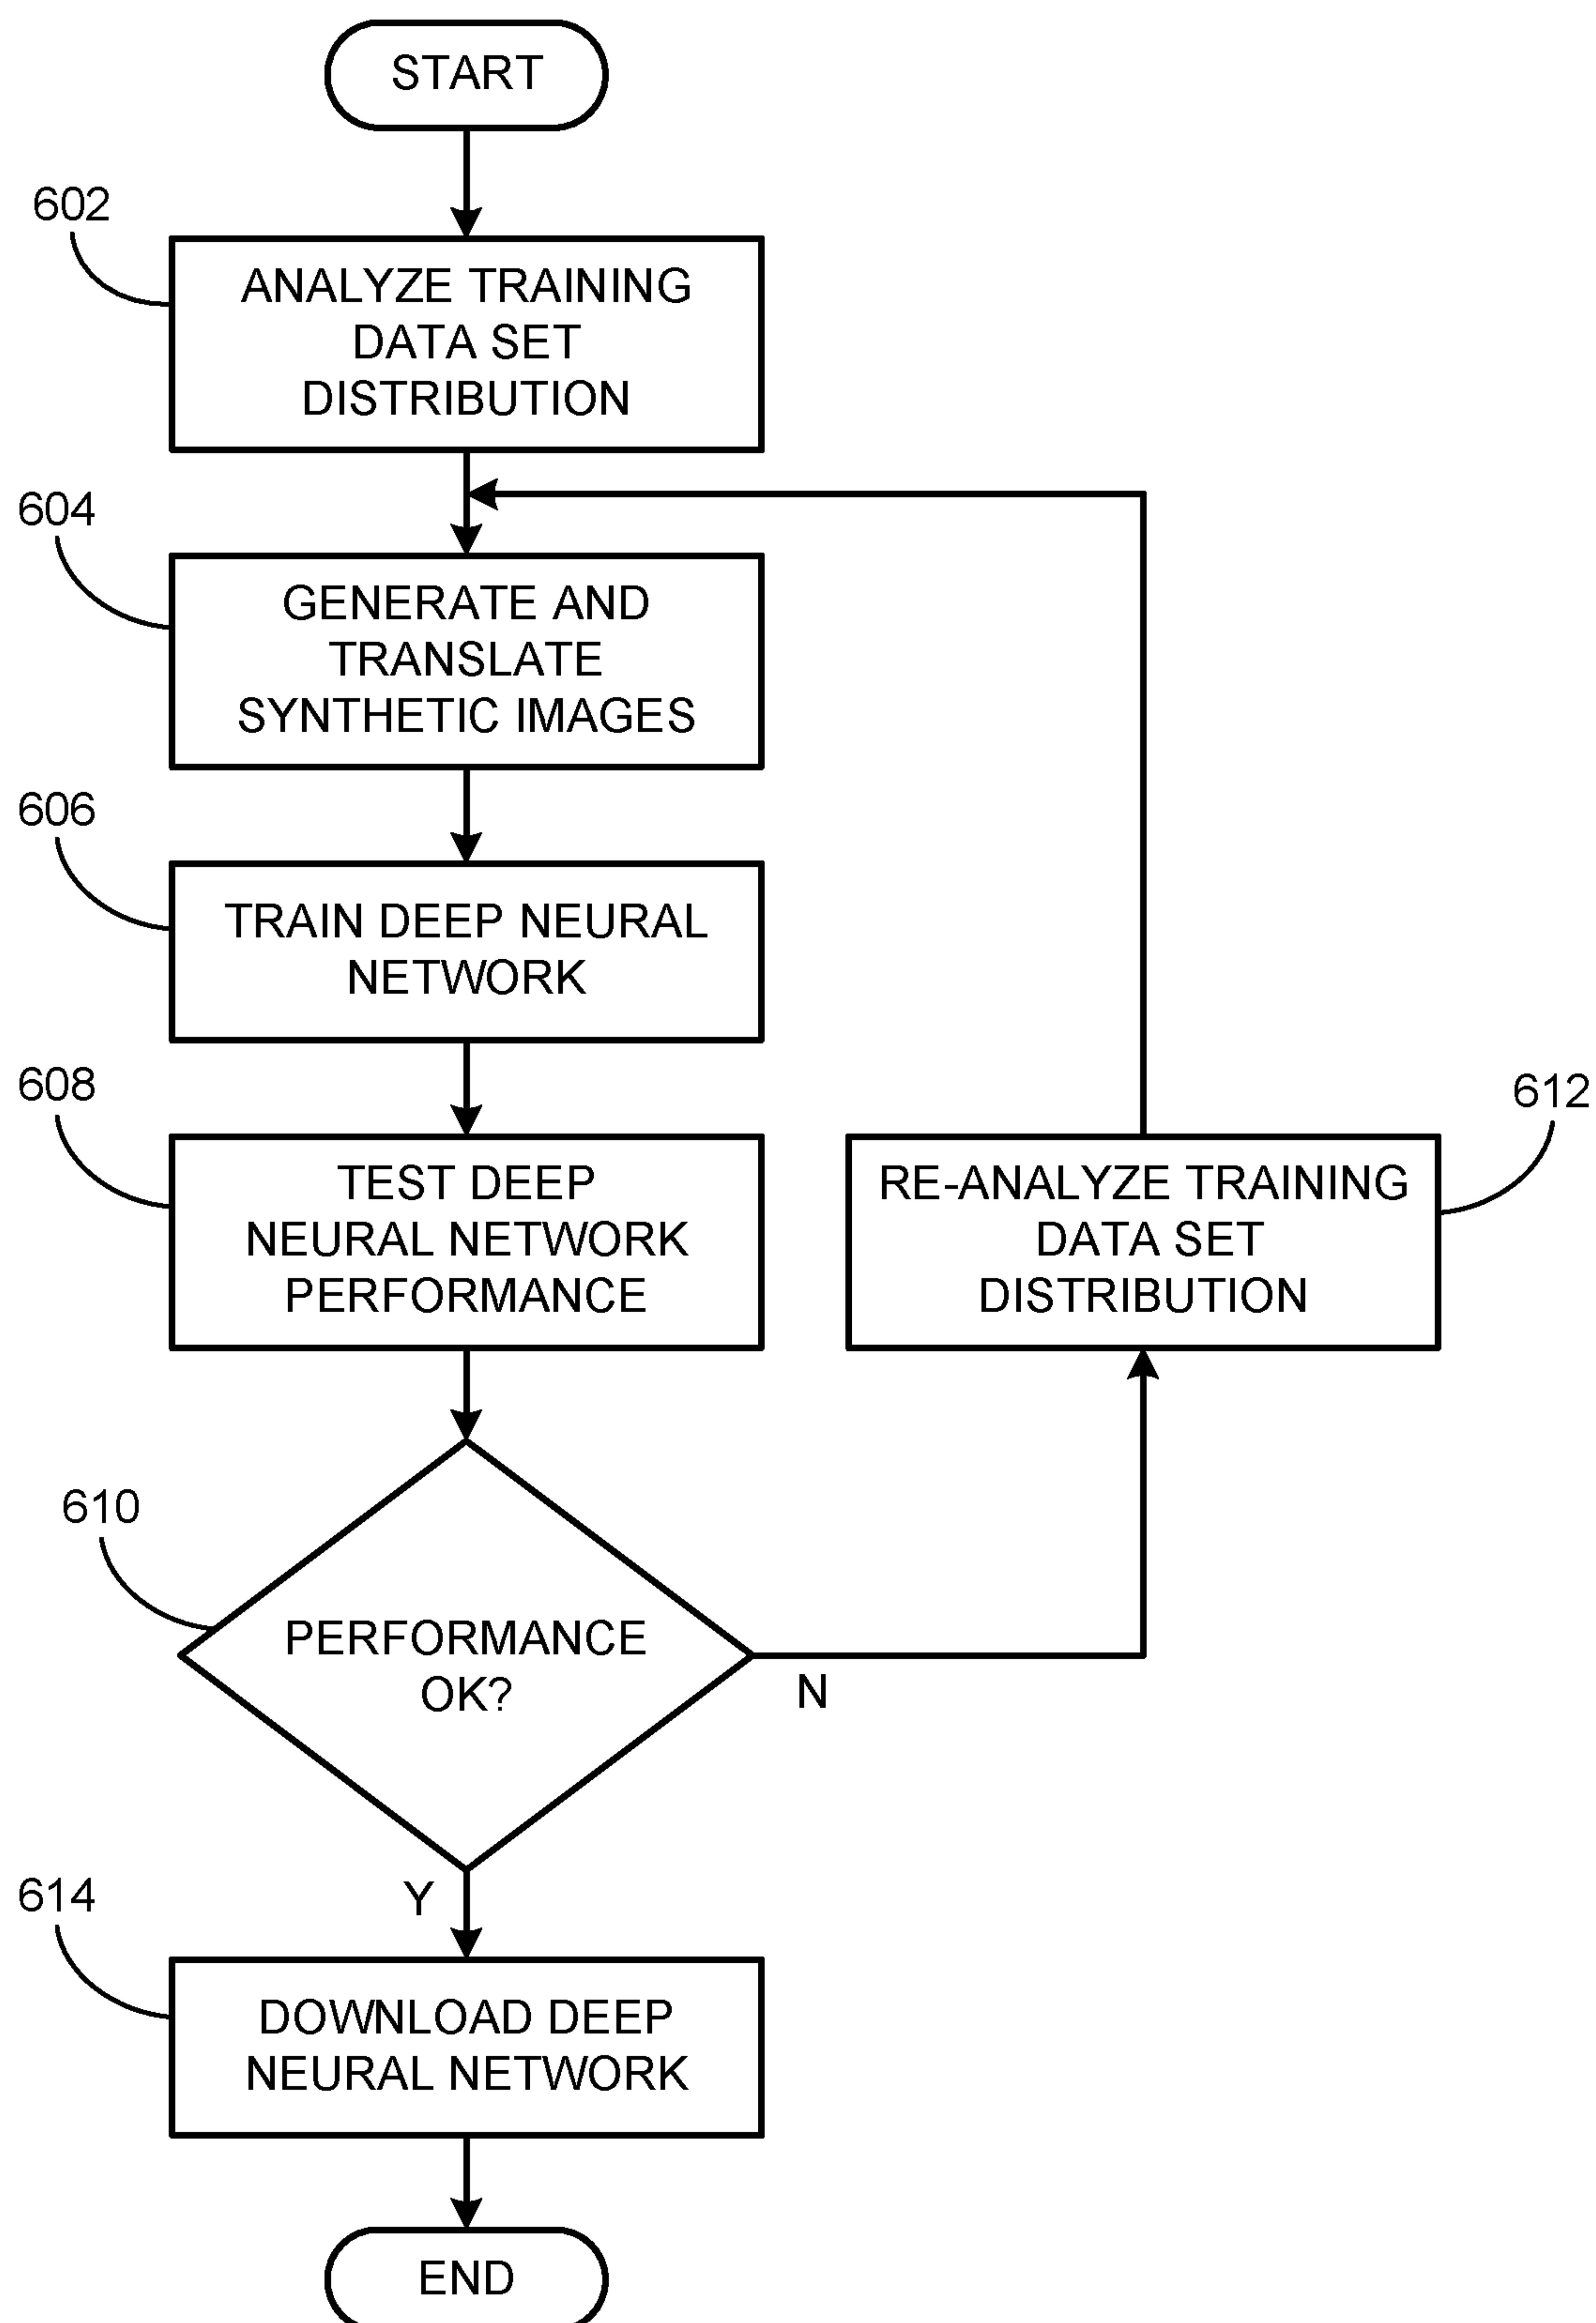 START
602
ANALYZE TRAINING
DATA SET
DISTRIBUTION
604
GENERATE AND
TRANSLATE
SYNTHETIC IMAGES
606
TRAIN DEEP NEURAL
NETWORK
608
TEST DEEP
NEURAL NETWORK
PERFORMANCE
612
RE-ANALYZE TRAINING
DATA SET
DISTRIBUTION
610
PERFORMANCE
OK?
N
Y
614
DOWNLOAD DEEP
NEURAL NETWORK
END